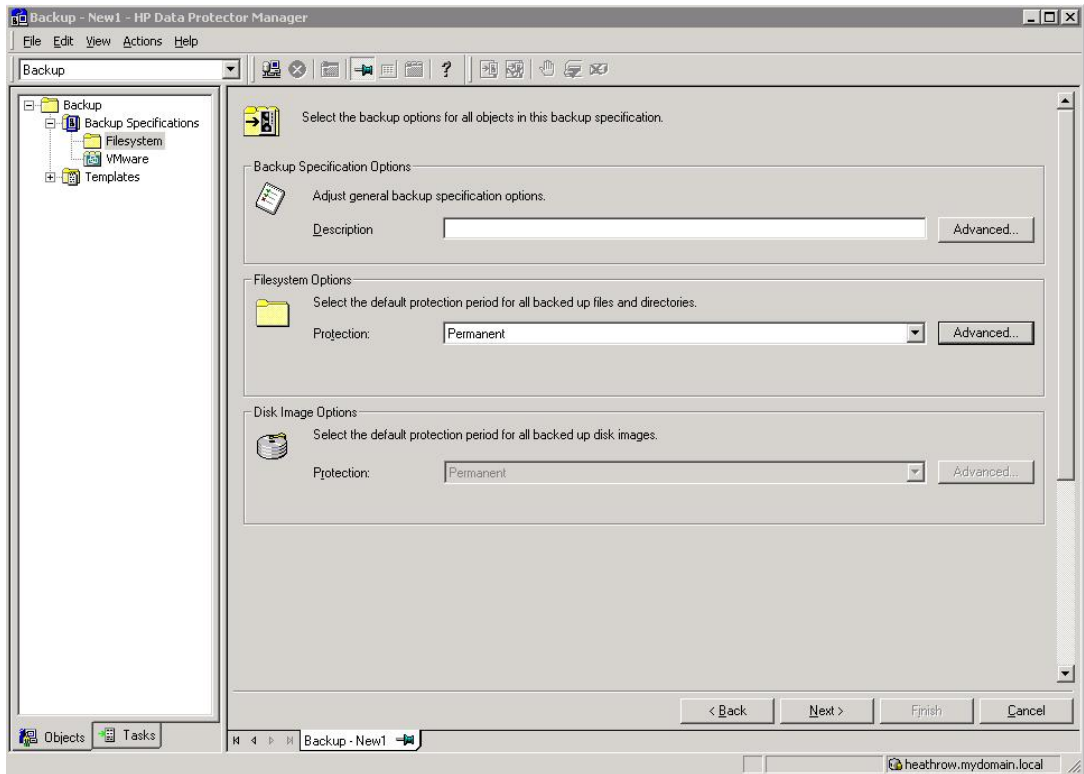 Backup - New1 - HP Data Protector Manager
File Edit View Actions Help
Backup
Backup
Backup Specifications
Filesystem
VMware
Templates
Select the backup options for all objects in this backup specification.
Backup Specification Options
Adjust general backup specification options.
Description
Advanced...
Filesystem Options
Select the default protection period for all backed up files and directories.
Protection:
Permanent
Advanced...
Disk Image Options
Select the default protection period for all backed up disk images.
Protection:
Permanent
Advanced...
< Back
Next >
Finish
Cancel
Objects
Tasks
Backup - New1
heathrow.mydomain.local